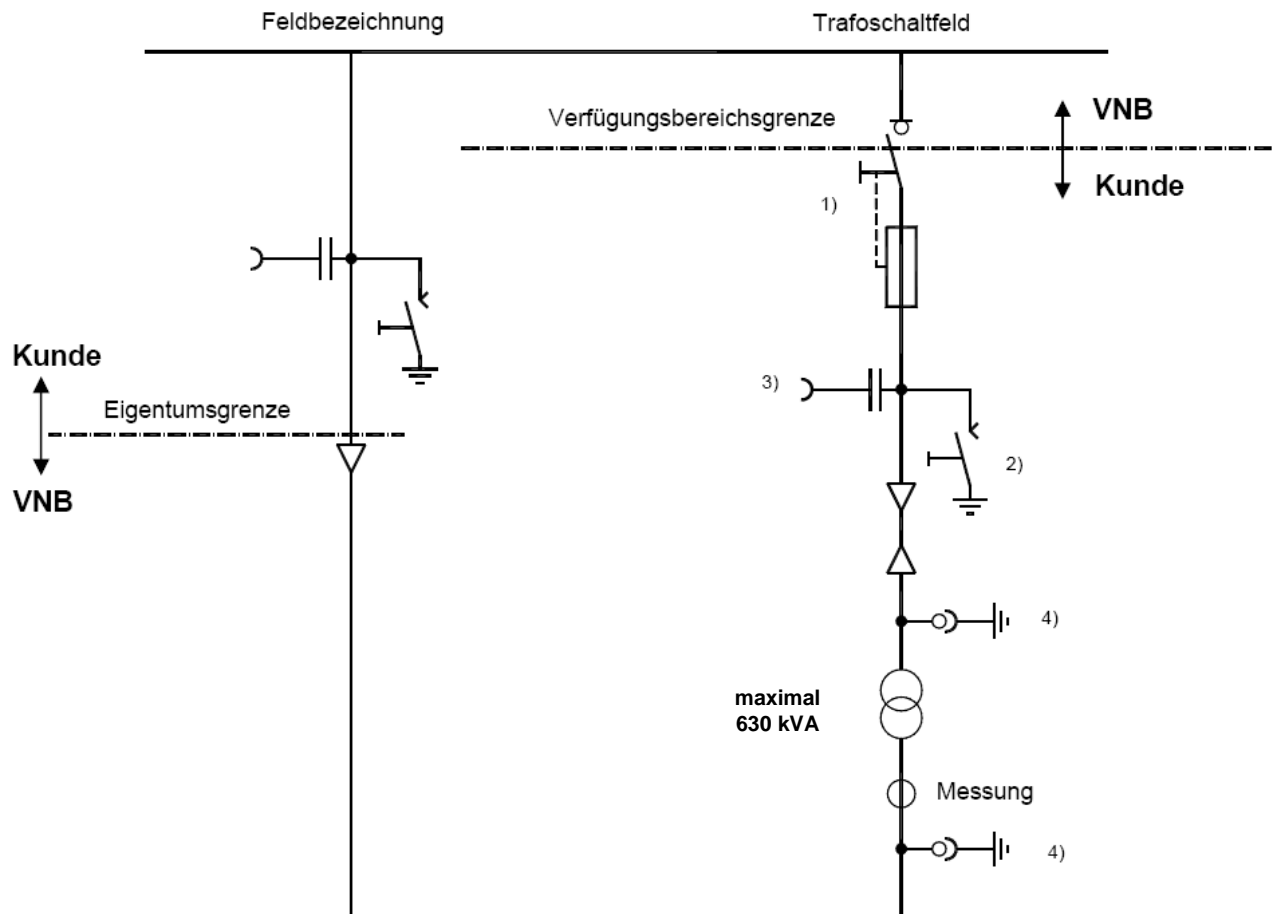 Feldbezeichnung
Trafoschaltfeld
Verfügungsbereichsgrenze
VNB
Kunde
1)
Kunde
Eigentumsgrenze
VNB
3)
2)
4)
maximal
630 kVA
Messung
4)